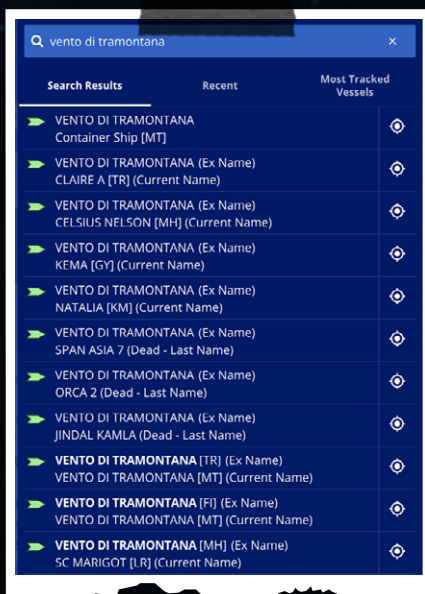 vento di tramontana ×
Search Results Recent Most Tracked Vessels
VENTO DI TRAMONTANA
Container Ship [MT]
VENTO DI TRAMONTANA (Ex Name)
CLAIRE A [TR] (Current Name)
VENTO DI TRAMONTANA (Ex Name)
CELSIUS NELSON [MH] (Current Name)
VENTO DI TRAMONTANA (Ex Name)
KEMA [GY] (Current Name)
VENTO DI TRAMONTANA (Ex Name)
NATALIA [KM] (Current Name)
VENTO DI TRAMONTANA (Ex Name)
SPAN ASIA 7 (Dead - Last Name)
VENTO DI TRAMONTANA (Ex Name)
ORCA 2 (Dead - Last Name)
VENTO DI TRAMONTANA (Ex Name)
JINDAL KAMLA (Dead - Last Name)
VENTO DI TRAMONTANA [TR] (Ex Name)
VENTO DI TRAMONTANA [MT] (Current Name)
VENTO DI TRAMONTANA [FI] (Ex Name)
VENTO DI TRAMONTANA [MT] (Current Name)
VENTO DI TRAMONTANA [MH] (Ex Name)
SC MARIGOT [LR] (Current Name)